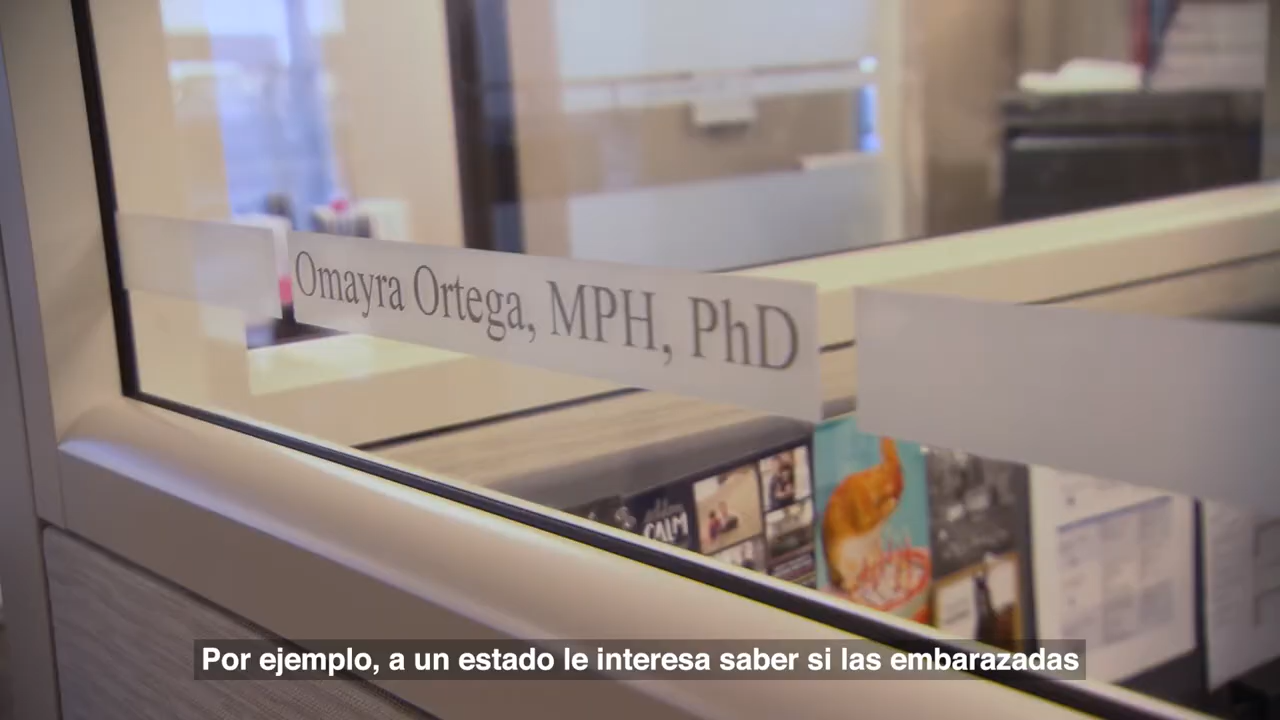 Omayra Ortega, MPH, PhD
CALM
Por ejemplo, a un estado le interesa saber si las embarazadas